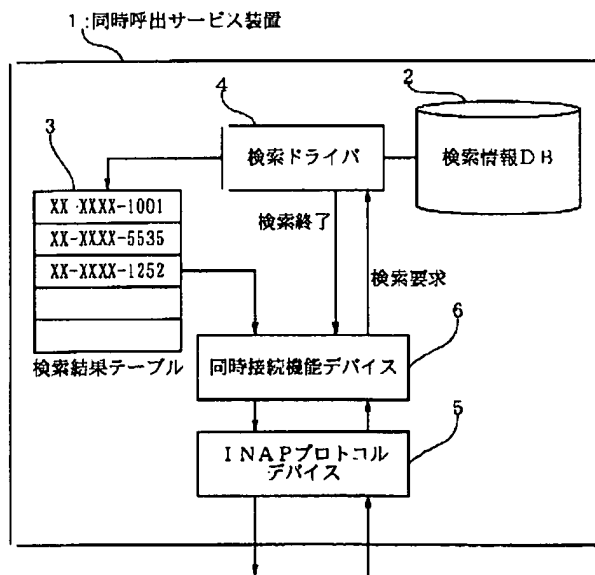 1:同時呼出サービス装置
4
2
検索ドライバ
検索情報DB
3
XX-XXXX-1001
XX-XXXX-5535
XX-XXXX-1252
検索結果テーブル
検索終了
検索要求
6
同時接続機能デバイス
5
INAPプロトコル
デバイス